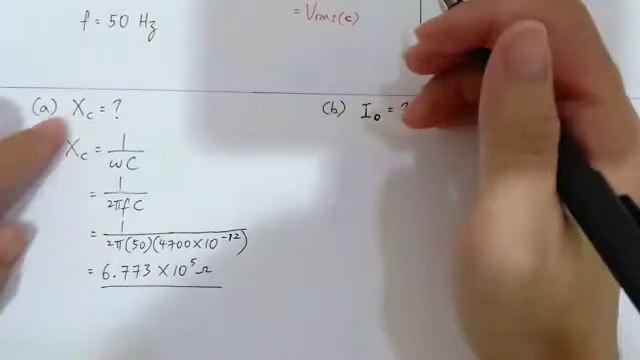 f = 50 Hz
= Vrms(c)
(a) Xc = ?
Xc = 1/ωC
= 1/2πfC
= 1/2π(50)(4700×10⁻¹²)
= 6.773 × 10⁵ Ω
(b) I₀ = ?